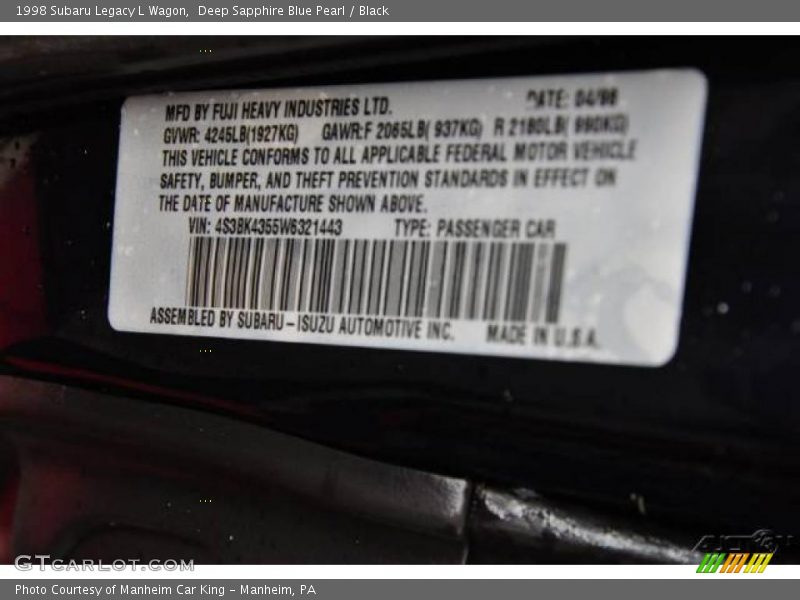 1998 Subaru Legacy L Wagon, Deep Sapphire Blue Pearl / Black
MFD BY FUJI HEAVY INDUSTRIES LTD. DATE: 04/98
GVWR: 4245LB(1927KG) GAWR:F 2065LB( 937KG) R 2180LB( 990KG)
THIS VEHICLE CONFORMS TO ALL APPLICABLE FEDERAL MOTOR VEHICLE
SAFETY, BUMPER, AND THEFT PREVENTION STANDARDS IN EFFECT ON
THE DATE OF MANUFACTURE SHOWN ABOVE.
VIN: 4S3BK4355W6321443 TYPE: PASSENGER CAR
ASSEMBLED BY SUBARU-ISUZU AUTOMOTIVE INC. MADE IN U.S.A.
GTCARLOT.COM
Photo Courtesy of Manheim Car King - Manheim, PA